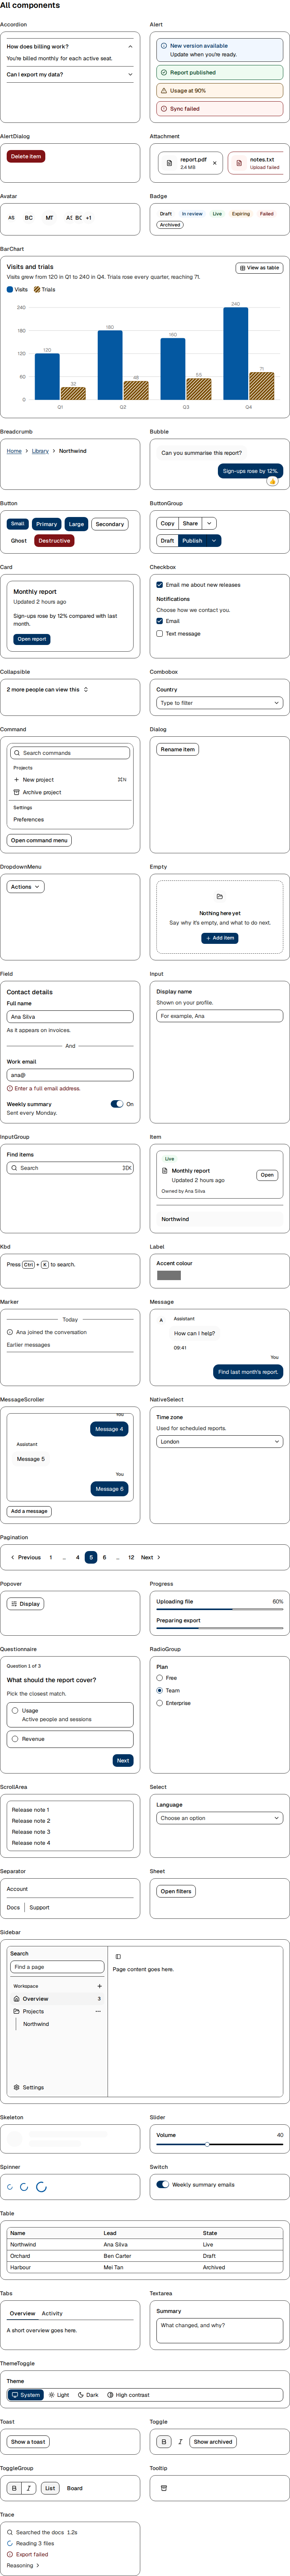 All components
Accordion
How does billing work?
You're billed monthly for each active seat.
Can I export my data?
Alert
New version available
Update when you're ready.
Report published
Usage at 90%
Sync failed
AlertDialog
Delete item
Attachment
report.pdf
2.4 MB
notes.txt
Upload failed
Avatar
AS
BC
MT
+1
Badge
Draft In review Live Expiring Failed
Archived
BarChart
Visits and trials
Visits grew from 120 in Q1 to 240 in Q4. Trials rose every quarter, reaching 71.
View as table
Visits Trials
240
180
120
60
0
120
32
180
49
160
55
240
71
Q1 Q2 Q3 Q4
Breadcrumb
Home Library Northwind
Bubble
Can you summarise this report?
Sign-ups rose by 12%.
👍
Button
Small Primary Large Secondary
Ghost Destructive
ButtonGroup
Copy Share
Draft Publish
Card
Monthly report
Updated 2 hours ago
Sign-ups rose by 12% compared with last
month.
Open report
Checkbox
Email me about new releases
Notifications
Choose how we contact you.
Email
Text message
Collapsible
2 more people can view this
Combobox
Country
Type to filter
Command
Search commands
Projects
New project ⌘N
Archive project
Settings
Preferences
Open command menu
Dialog
Rename item
DropdownMenu
Actions
Empty
Nothing here yet
Say why it's empty, and what to do next.
Add item
Field
Contact details
Full name
Ana Silva
As it appears on invoices.
And
Work email
ana@
Enter a full email address.
Weekly summary On
Sent every Monday.
Input
Display name
Shown on your profile.
For example, Ana
InputGroup
Find items
Search ⌘K
Item
Live
Monthly report
Updated 2 hours ago
Open
Owned by Ana Silva
Northwind
Kbd
Press Ctrl + K to search.
Label
Accent colour
Marker
Today
Ana joined the conversation
Earlier messages
Message
A
Assistant
How can I help?
09:41
You
Find last month's report.
MessageScroller
You
Message 4
Assistant
Message 5
You
Message 6
Add a message
NativeSelect
Time zone
Used for scheduled reports.
London
Pagination
Previous 1 … 4 5 6 … 12 Next
Popover
Display
Progress
Uploading file 60%
Preparing export
Questionnaire
Question 1 of 3
What should the report cover?
Pick the closest match.
Usage
Active people and sessions
Revenue
Next
RadioGroup
Plan
Free
Team
Enterprise
ScrollArea
Release note 1
Release note 2
Release note 3
Release note 4
Select
Language
Choose an option
Separator
Account
Docs Support
Sheet
Open filters
Sidebar
Search
Find a page
Workspace
Overview 3
Projects
Northwind
Settings
Page content goes here.
Skeleton
Slider
Volume 40
Spinner
Switch
Weekly summary emails
Table
Name Lead State
Northwind Ana Silva Live
Orchard Ben Carter Draft
Harbour Mei Tan Archived
Tabs
Overview Activity
A short overview goes here.
Textarea
Summary
What changed, and why?
ThemeToggle
Theme
System Light Dark High contrast
Toast
Show a toast
Toggle
B I Show archived
ToggleGroup
B I List Board
Tooltip
Trace
Searched the docs 1.2s
Reading 3 files
Export failed
Reasoning